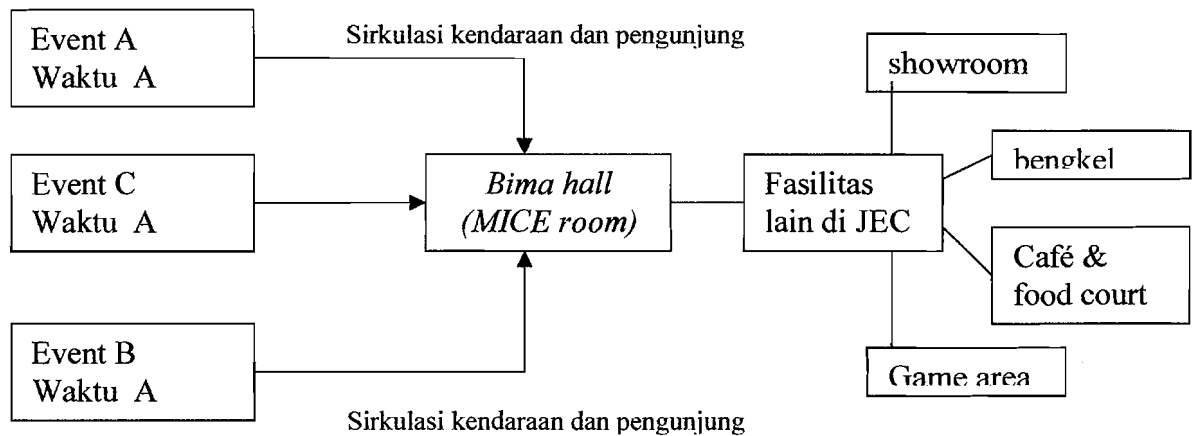 Event A
Waktu A
Sirkulasi kendaraan dan pengunjung
showroom
Event C
Waktu A
Bima hall
(MICE room)
Fasilitas
lain di JEC
bengkel
Café &
food court
Event B
Waktu A
Game area
Sirkulasi kendaraan dan pengunjung